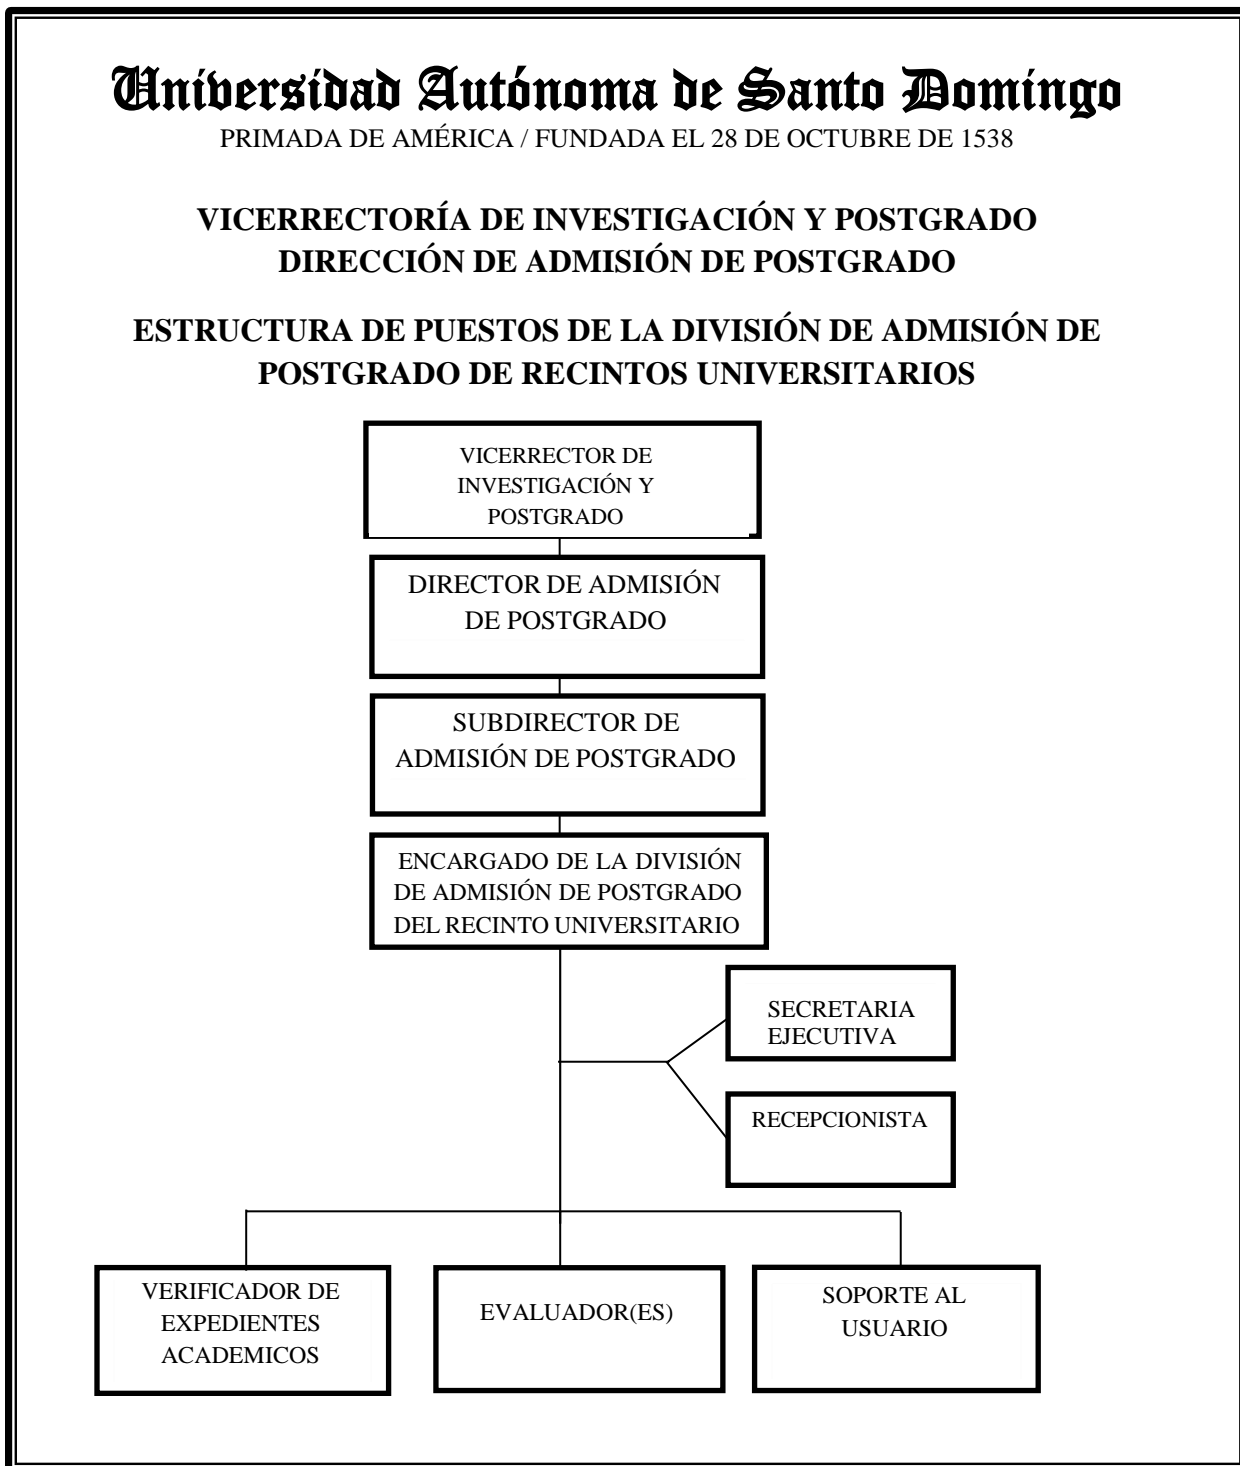 Universidad Autónoma de Santo Domingo
PRIMADA DE AMÉRICA / FUNDADA EL 28 DE OCTUBRE DE 1538
VICERRECTORÍA DE INVESTIGACIÓN Y POSTGRADO
DIRECCIÓN DE ADMISIÓN DE POSTGRADO
ESTRUCTURA DE PUESTOS DE LA DIVISIÓN DE ADMISIÓN DE
POSTGRADO DE RECINTOS UNIVERSITARIOS
VICERRECTOR DE
INVESTIGACIÓN Y
POSTGRADO
DIRECTOR DE ADMISIÓN
DE POSTGRADO
SUBDIRECTOR DE
ADMISIÓN DE POSTGRADO
ENCARGADO DE LA DIVISIÓN
DE ADMISIÓN DE POSTGRADO
DEL RECINTO UNIVERSITARIO
SECRETARIA
EJECUTIVA
RECEPCIONISTA
VERIFICADOR DE
EXPEDIENTES
ACADEMICOS
EVALUADOR(ES)
SOPORTE AL
USUARIO